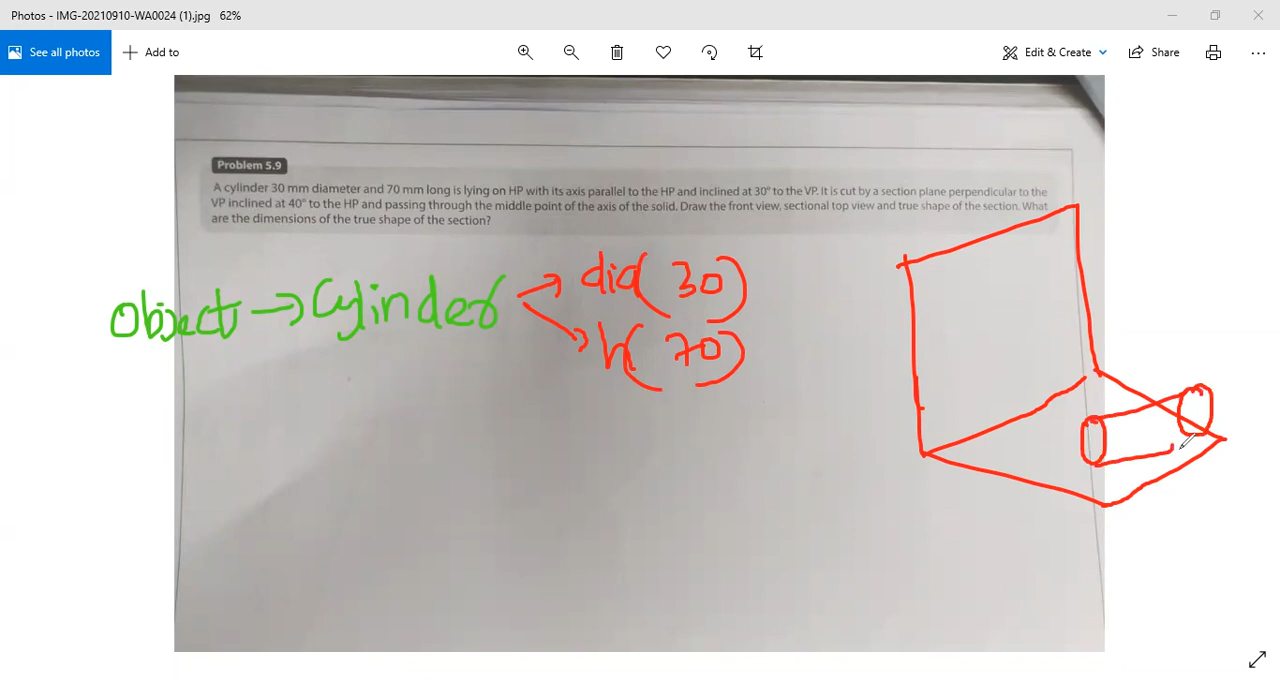 Photos - IMG-20210910-WA0024 (1).jpg 62%
See all photos
Add to
Edit & Create
Share
Problem 5.9
A cylinder 30 mm diameter and 70 mm long is lying on HP with its axis parallel to the HP and inclined at 30° to the VP. It is cut by a section plane perpendicular to the
VP inclined at 40° to the HP and passing through the middle point of the axis of the solid. Draw the front view, sectional top view and true shape of the section. What
are the dimensions of the true shape of the section?
Object → Cylinder → dia(30)
→ h(70)